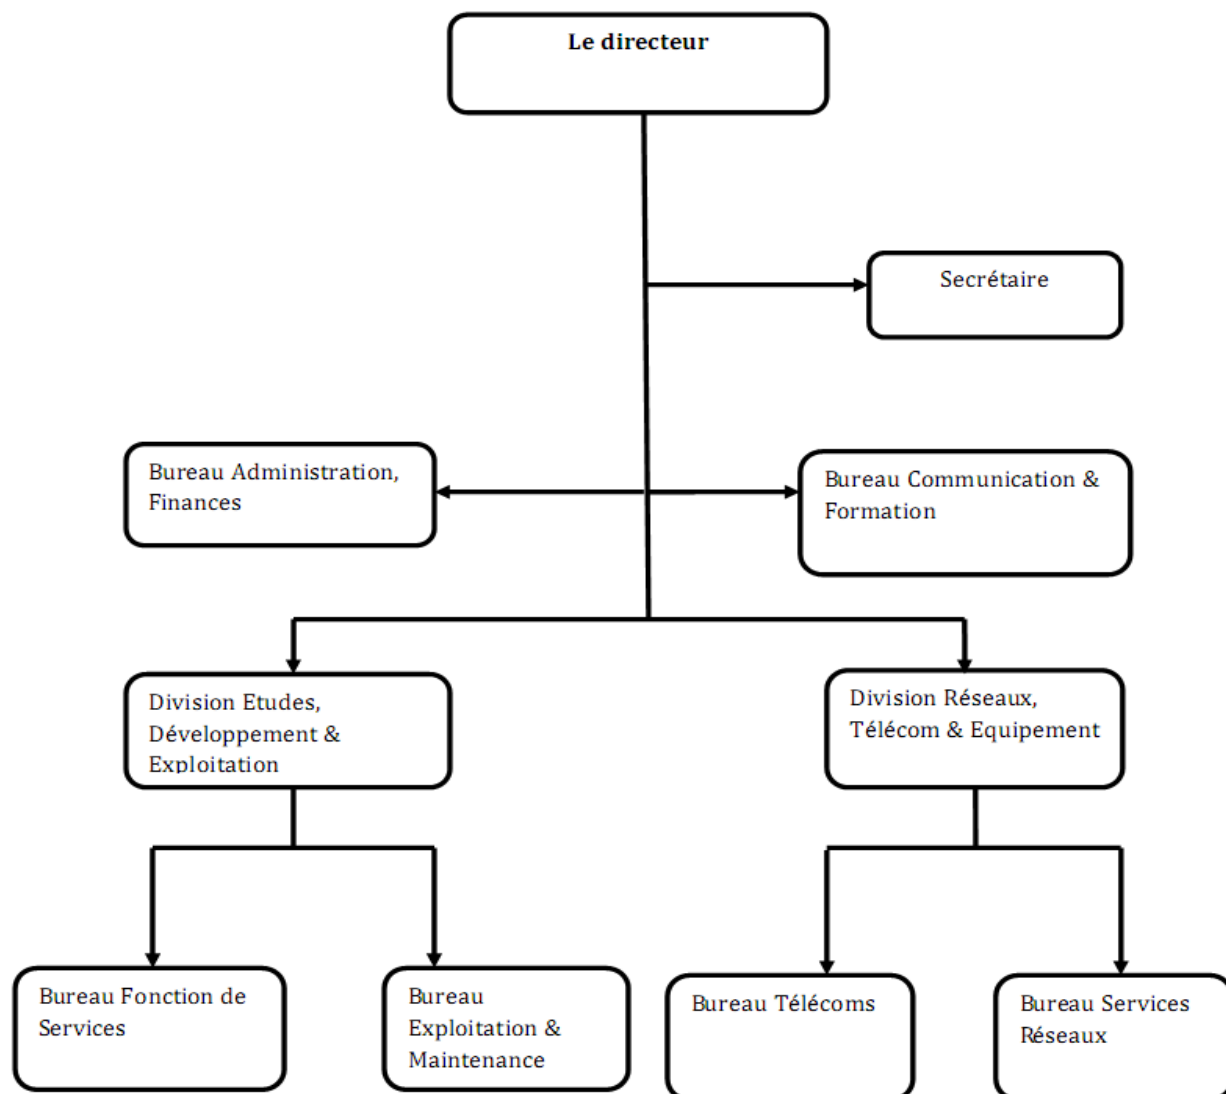 Le directeur
Secrétaire
Bureau Administration,
Finances
Bureau Communication &
Formation
Division Etudes,
Développement &
Exploitation
Division Réseaux,
Télécom & Equipement
Bureau Fonction de
Services
Bureau
Exploitation &
Maintenance
Bureau Télécoms
Bureau Services
Réseaux